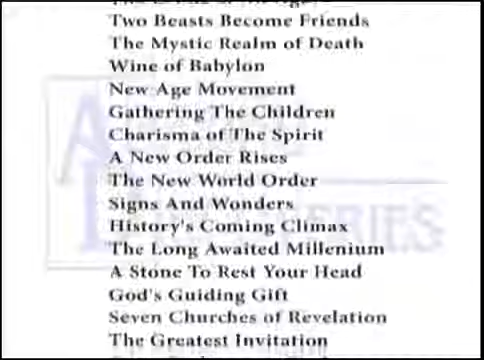 Two Beasts Become Friends
The Mystic Realm of Death
Wine of Babylon
New Age Movement
Gathering The Children
Charisma of The Spirit
A New Order Rises
The New World Order
Signs And Wonders
History's Coming Climax
The Long Awaited Millenium
A Stone To Rest Your Head
God's Guiding Gift
Seven Churches of Revelation
The Greatest Invitation